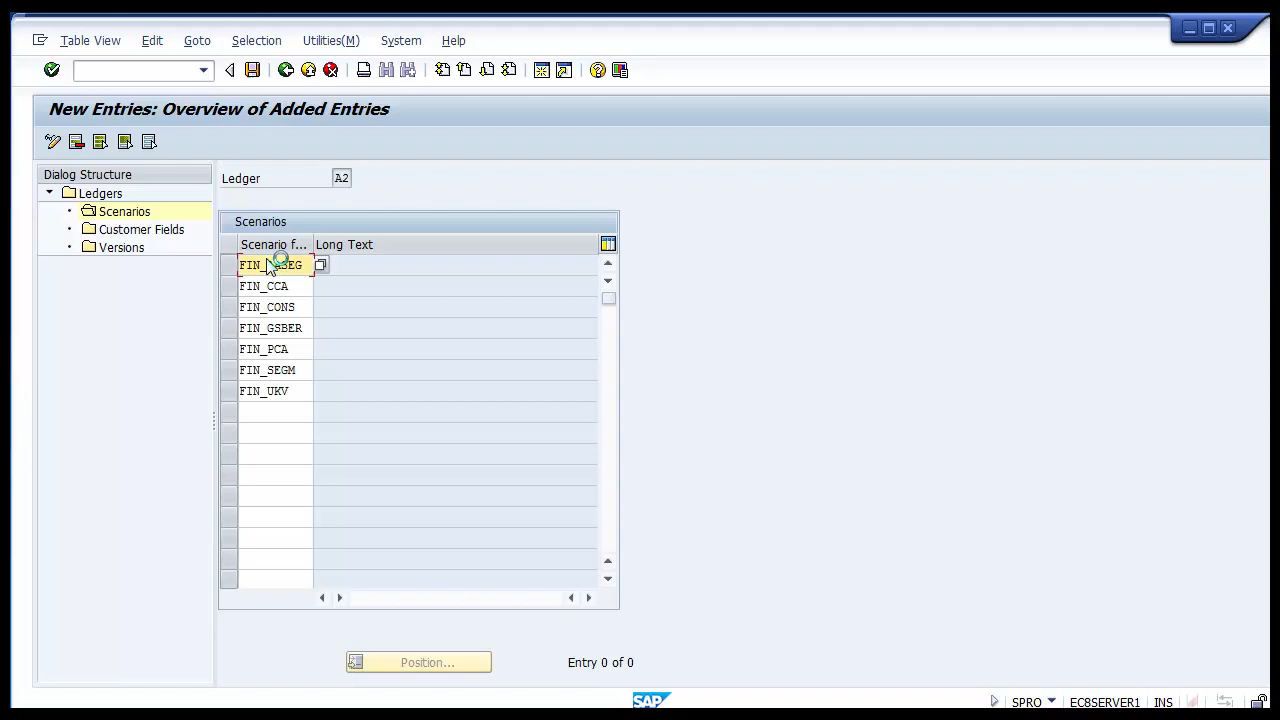 Table View Edit Goto Selection Utilities(M) System Help
New Entries: Overview of Added Entries
Dialog Structure
Ledgers
Scenarios
Customer Fields
Versions
Ledger A2
Scenarios
Scenario f... Long Text
FIN_CCA
FIN_CONS
FIN_GSBER
FIN_PCA
FIN_SEGM
FIN_UKV
Position... Entry 0 of 0
SAP SPRO EC8SERVER1 INS